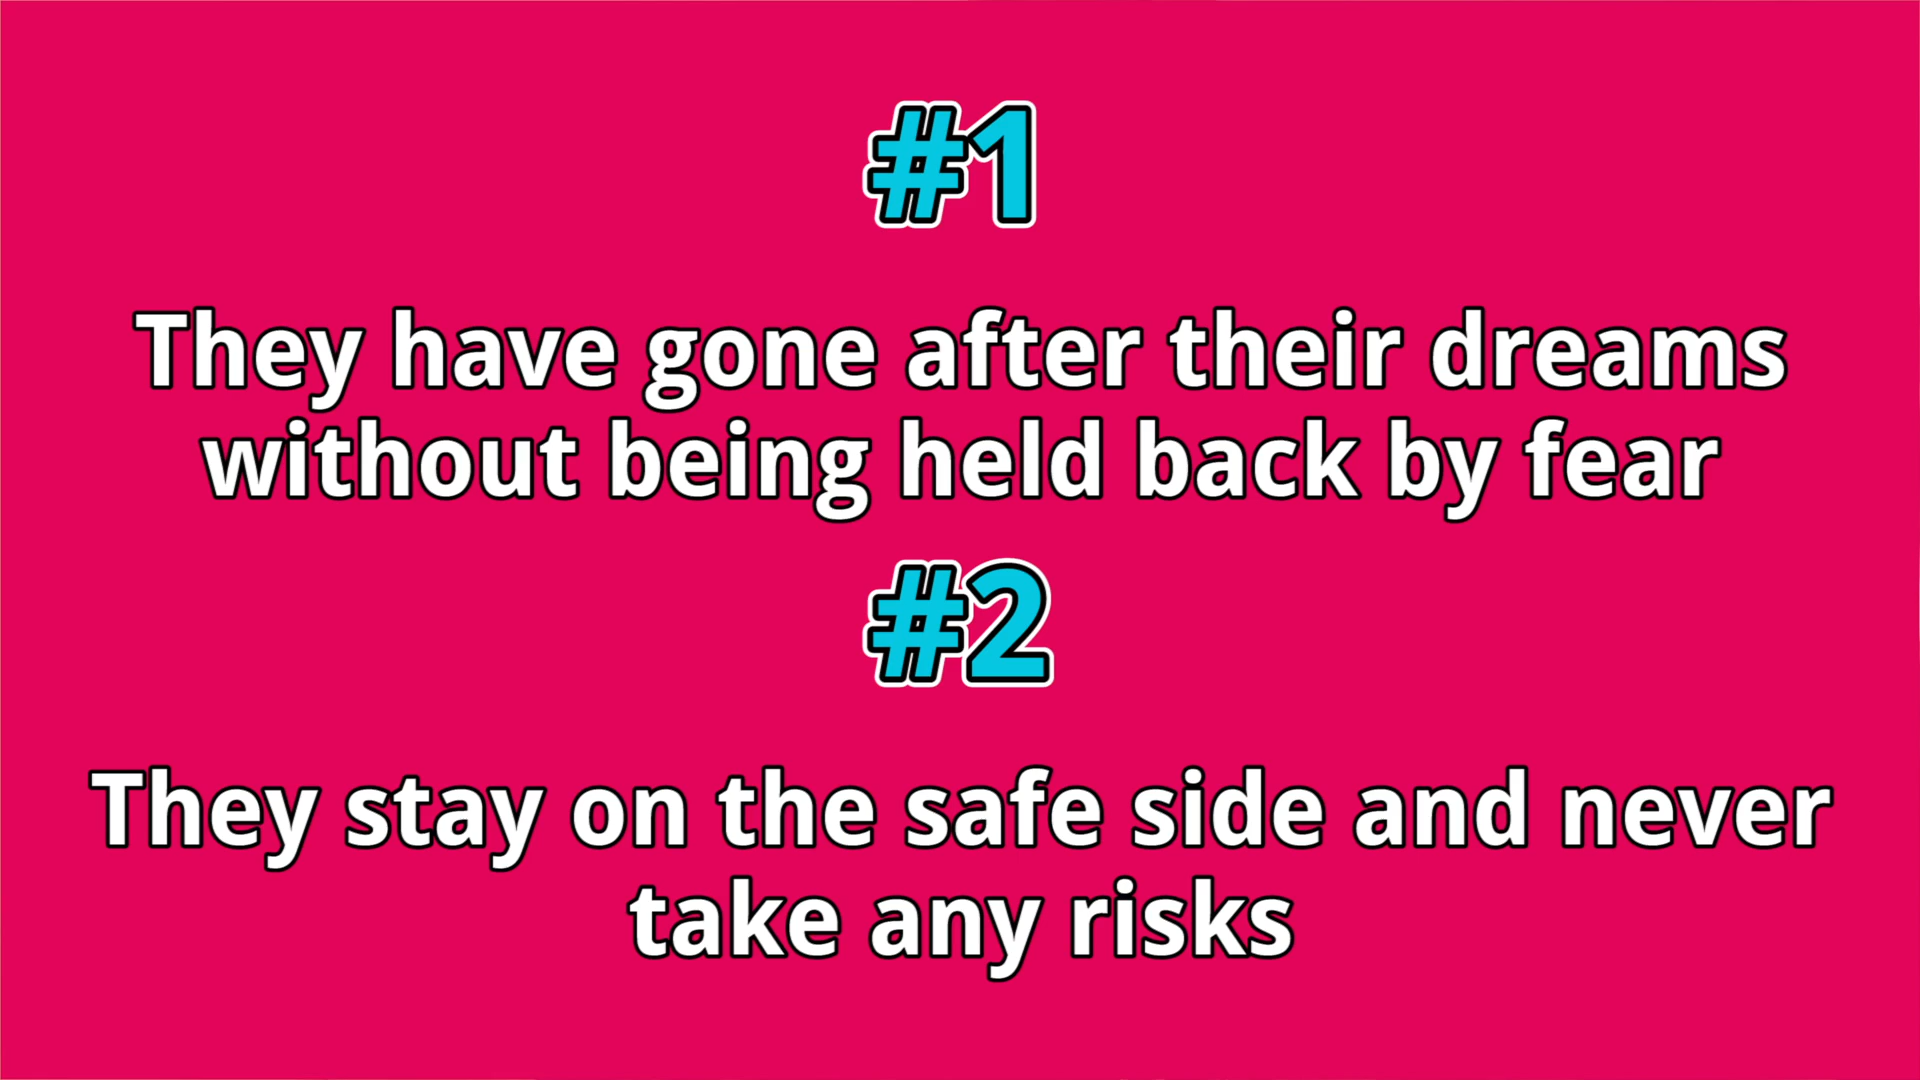 #1
They have gone after their dreams
without being held back by fear
#2
They stay on the safe side and never
take any risks